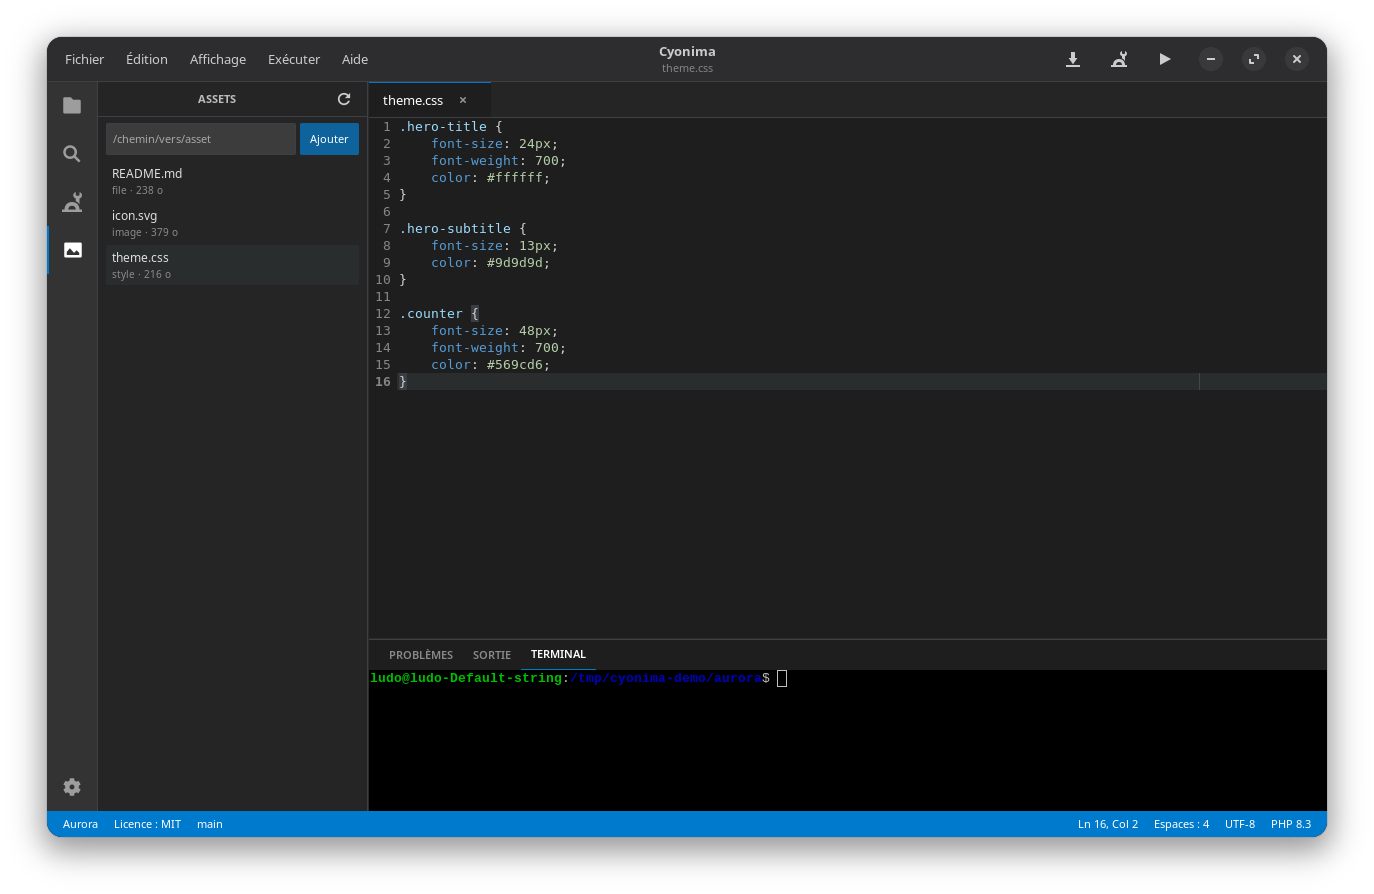 Fichier Édition Affichage Exécuter Aide
Cyonima
theme.css
ASSETS
/chemin/vers/asset Ajouter
README.md
file · 238 o
icon.svg
image · 379 o
theme.css
style · 216 o
theme.css ×
1 .hero-title {
2     font-size: 24px;
3     font-weight: 700;
4     color: #ffffff;
5 }
6
7 .hero-subtitle {
8     font-size: 13px;
9     color: #9d9d9d;
10 }
11
12 .counter {
13     font-size: 48px;
14     font-weight: 700;
15     color: #569cd6;
16 }
PROBLÈMES SORTIE TERMINAL
ludo@ludo-Default-string:/tmp/cyonima-demo/aurora$
Aurora Licence : MIT main Ln 16, Col 2 Espaces : 4 UTF-8 PHP 8.3